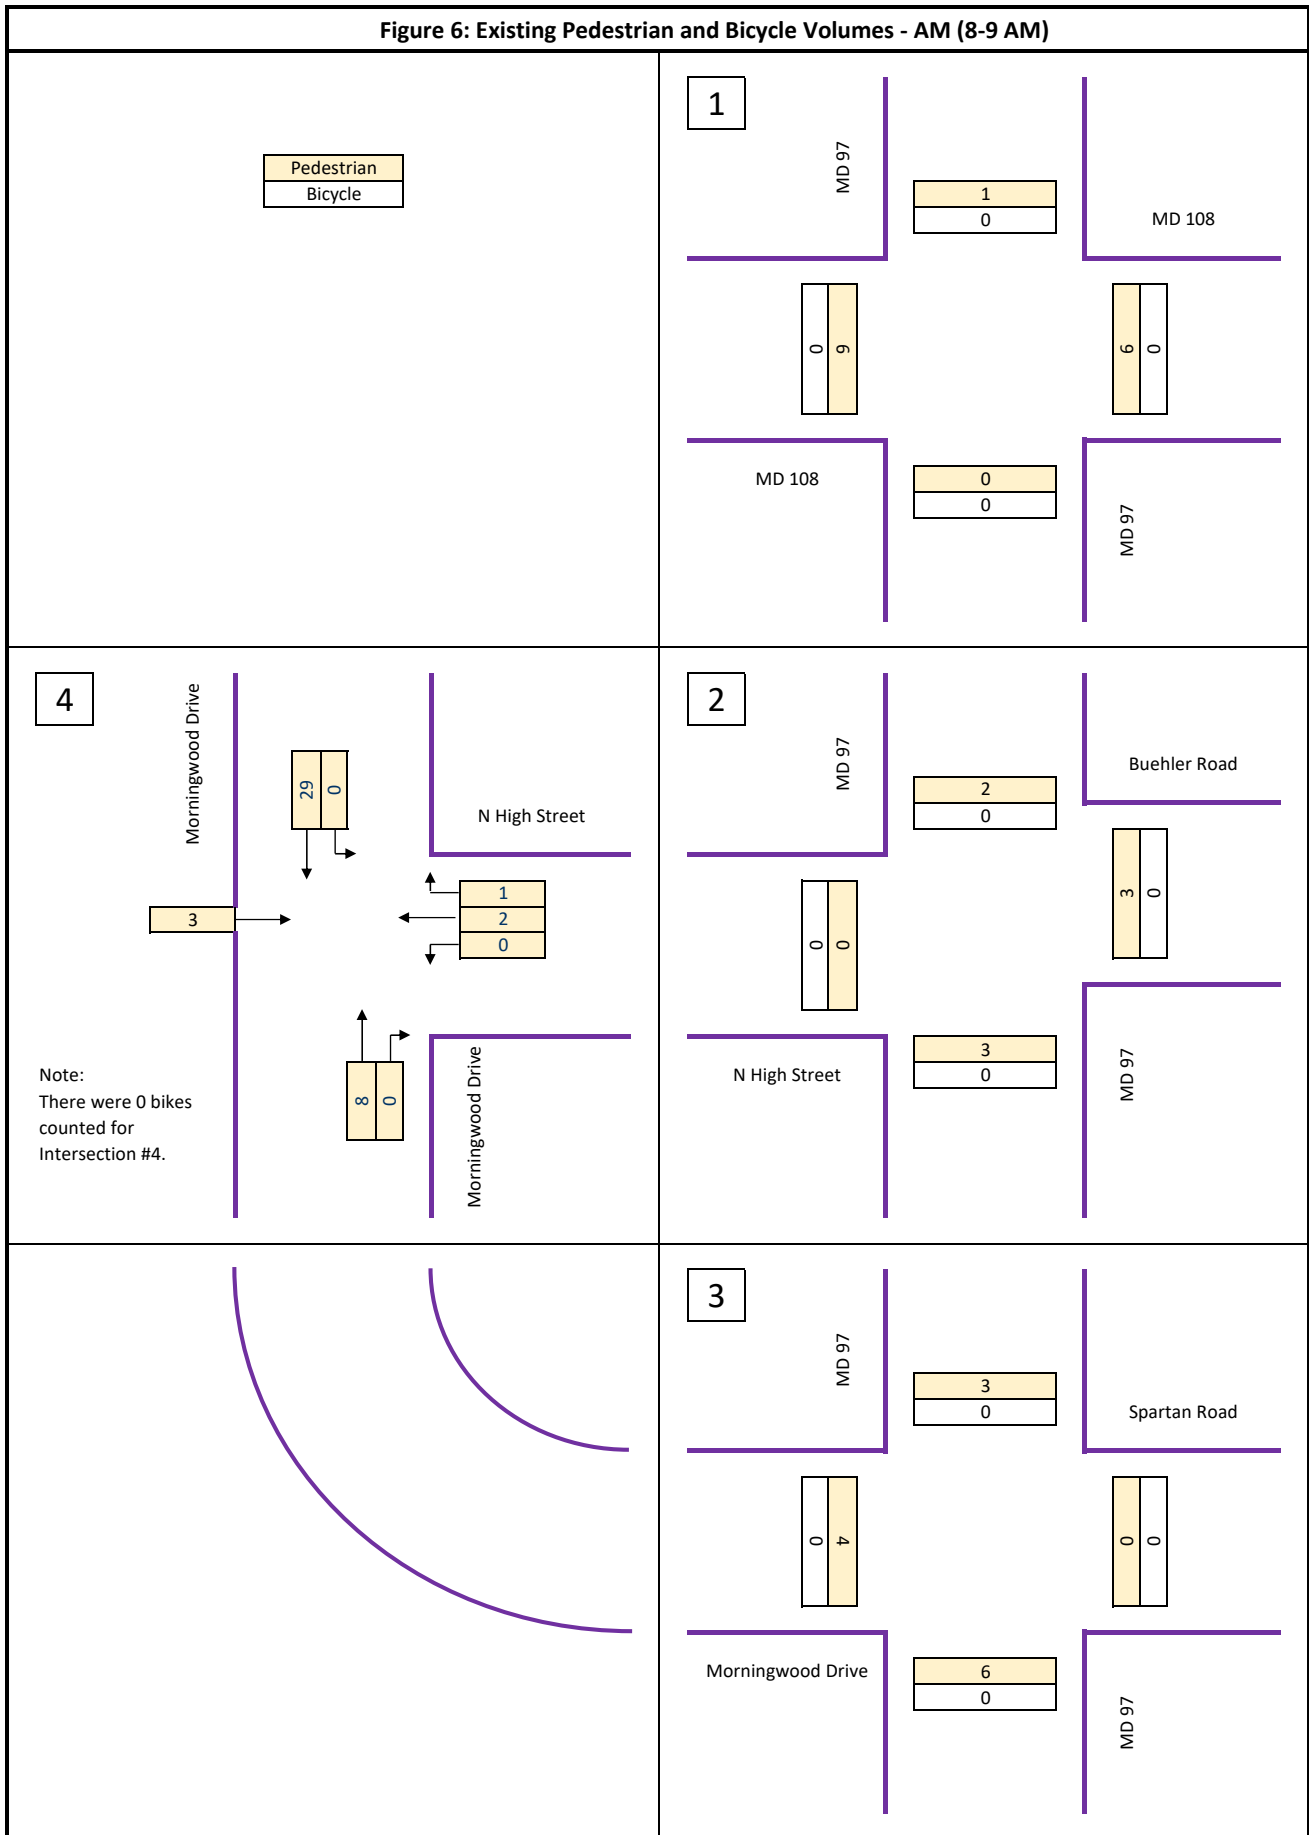 Figure 6: Existing Pedestrian and Bicycle Volumes - AM (8-9 AM)
Pedestrian
Bicycle
1
MD 97
1
0
MD 108
0
6
6
0
MD 108
0
0
MD 97
4
Morningwood Drive
29
0
N High Street
3
1
2
0
8
0
Morningwood Drive
Note:
There were 0 bikes
counted for
Intersection #4.
2
MD 97
2
0
Buehler Road
0
0
3
0
N High Street
3
0
MD 97
3
MD 97
3
0
Spartan Road
0
4
0
0
Morningwood Drive
6
0
MD 97